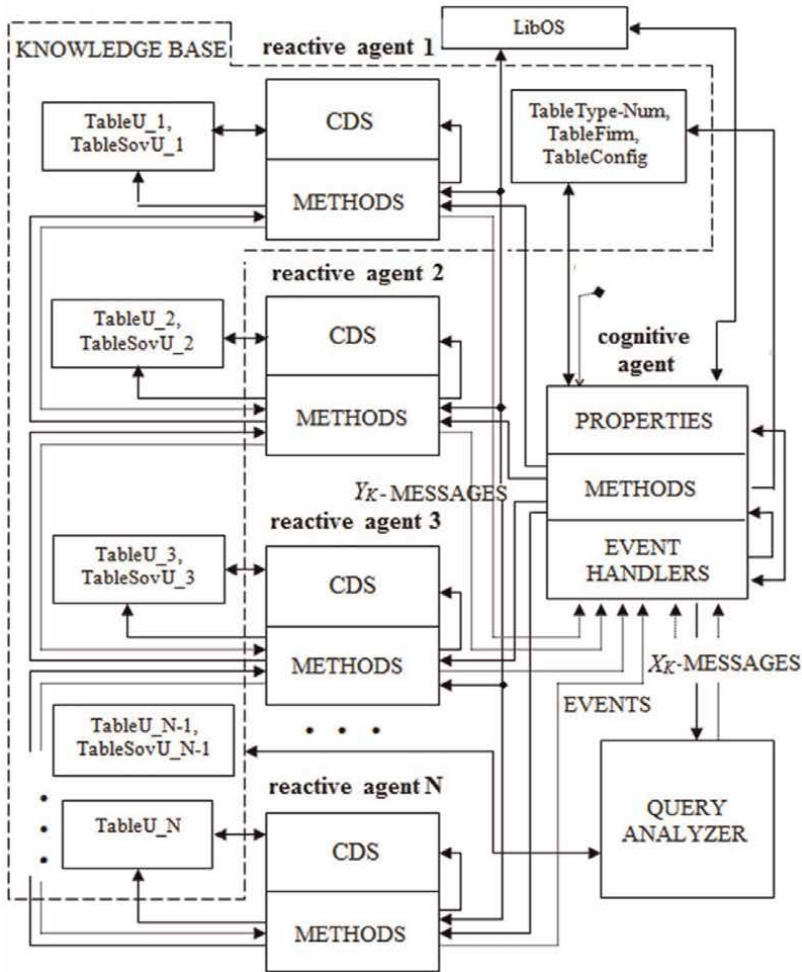 LibOS
KNOWLEDGE BASE
reactive agent 1
TableU_1,
TableSovU_1
CDS
METHODS
TableType-Num,
TableFirm,
TableConfig
reactive agent 2
TableU_2,
TableSovU_2
CDS
METHODS
cognitive
agent
PROPERTIES
METHODS
EVENT
HANDLERS
YK- MESSAGES
reactive agent 3
TableU_3,
TableSovU_3
CDS
METHODS
XK-MESSAGES
EVENTS
TableU_N-1,
TableSovU_N-1
• • •
reactive agent N
TableU_N
CDS
METHODS
QUERY
ANALYZER